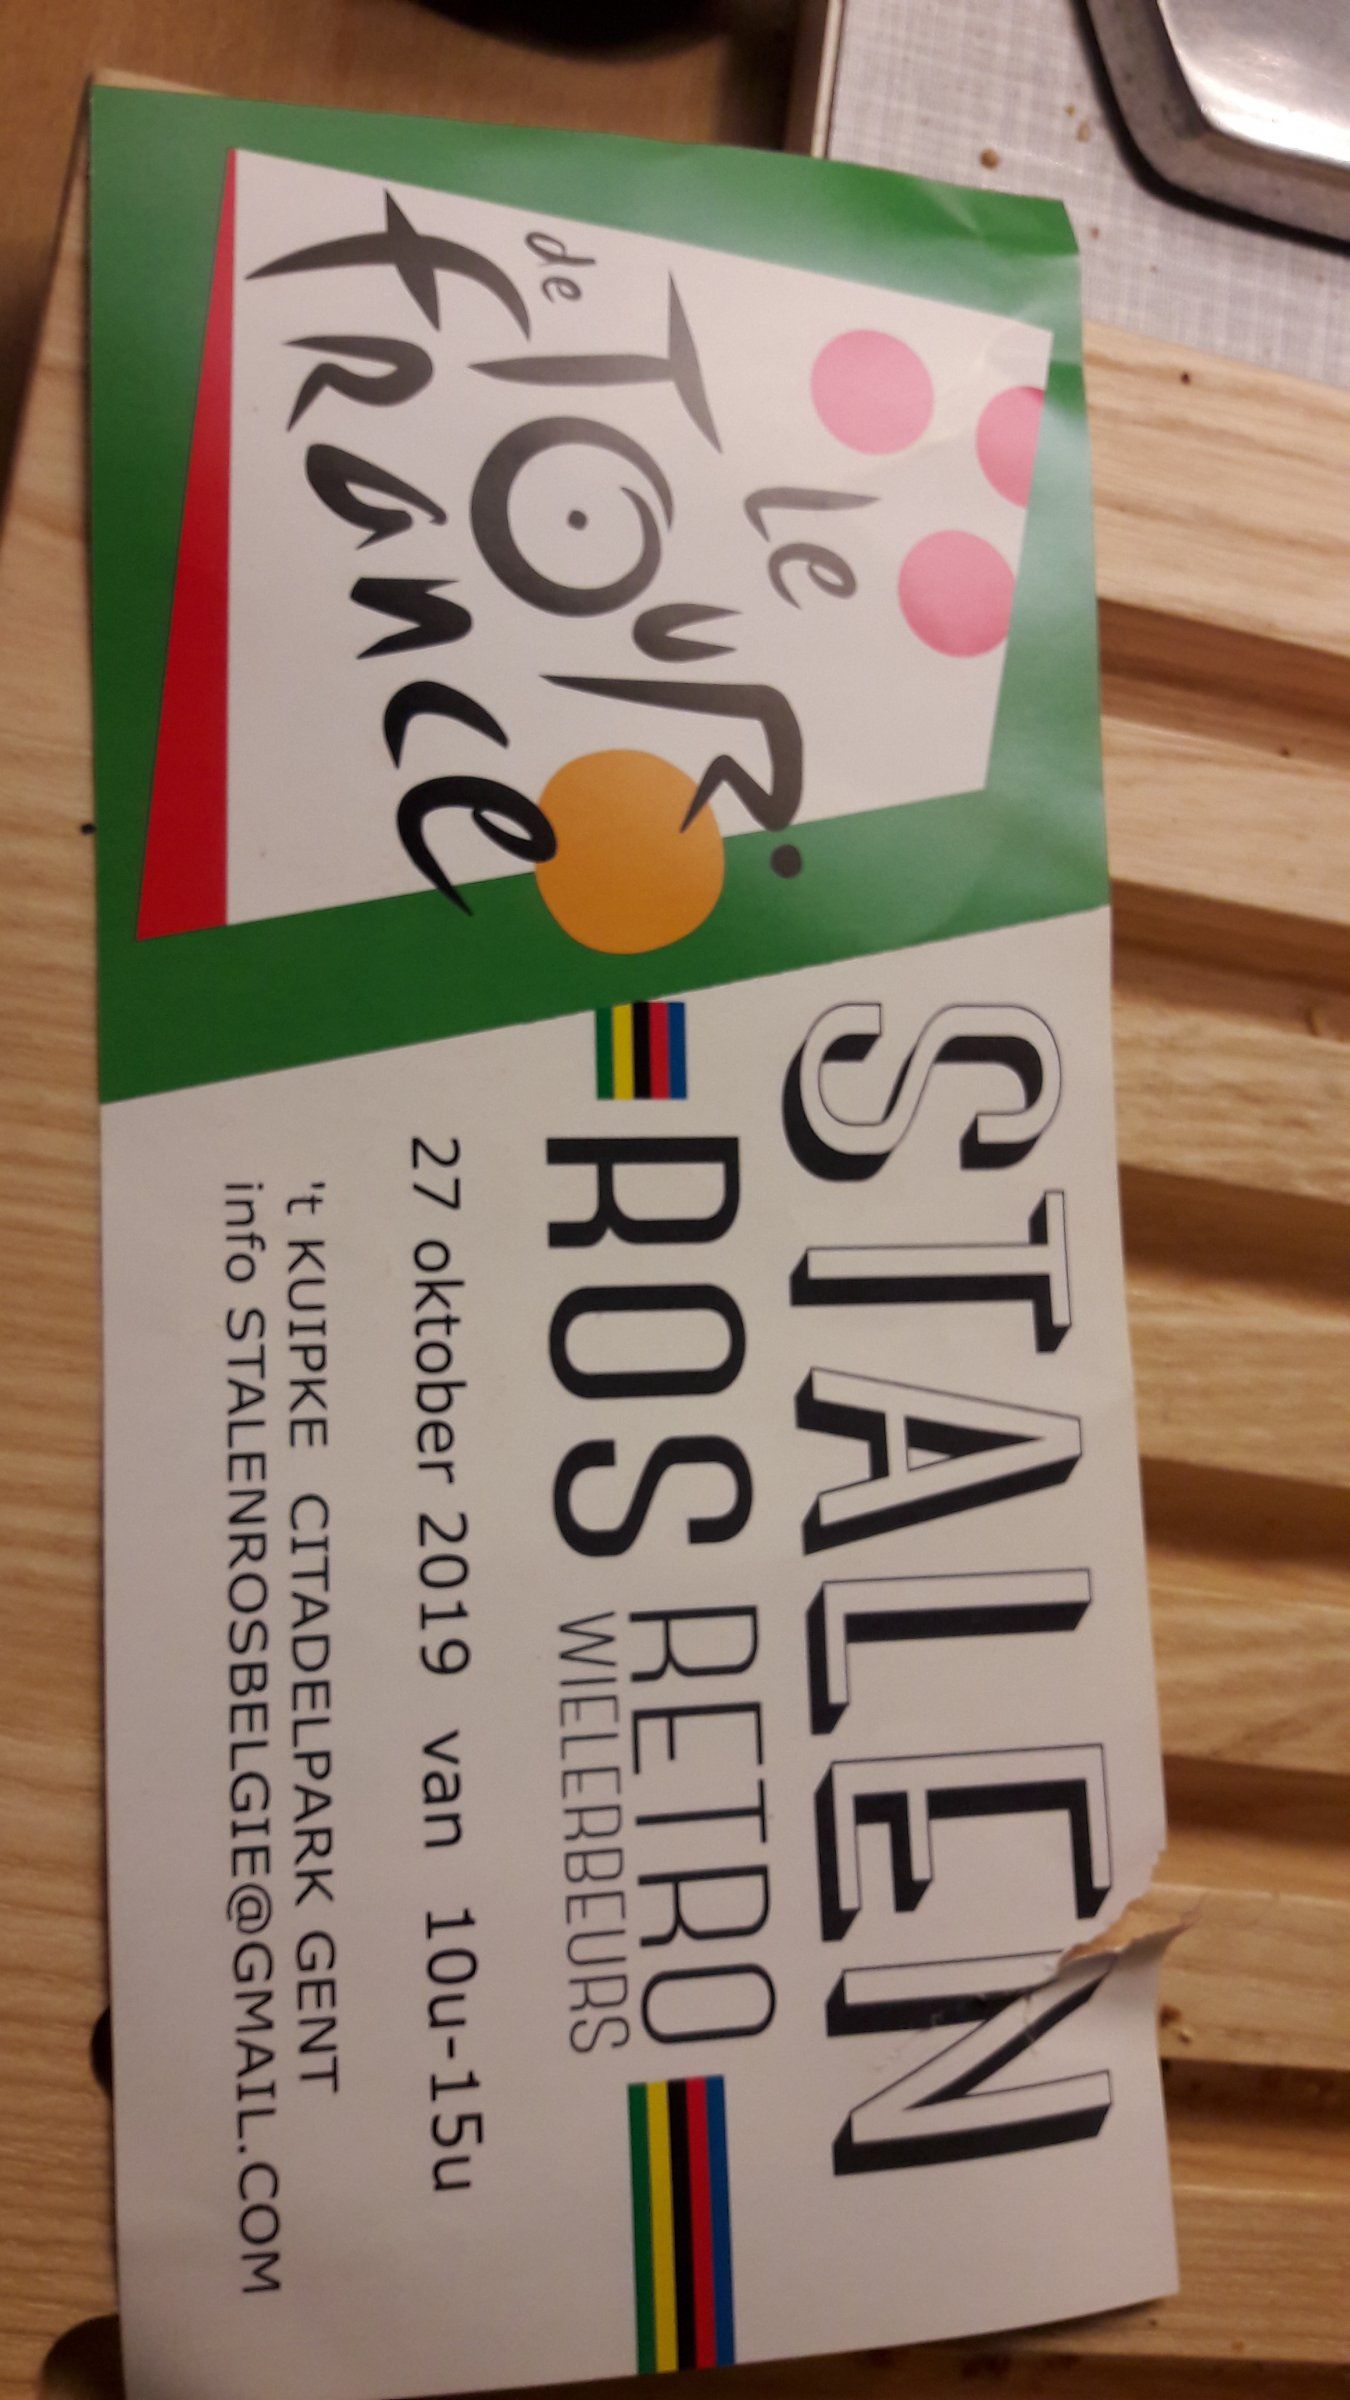 le
TOUR.
de
france
STALEN
ROS RETRO
WIELERBEURS
27 oktober 2019 van 10u-15u
't KUIPKE CITADELPARK GENT
info STALENROSBELGIE@GMAIL.COM